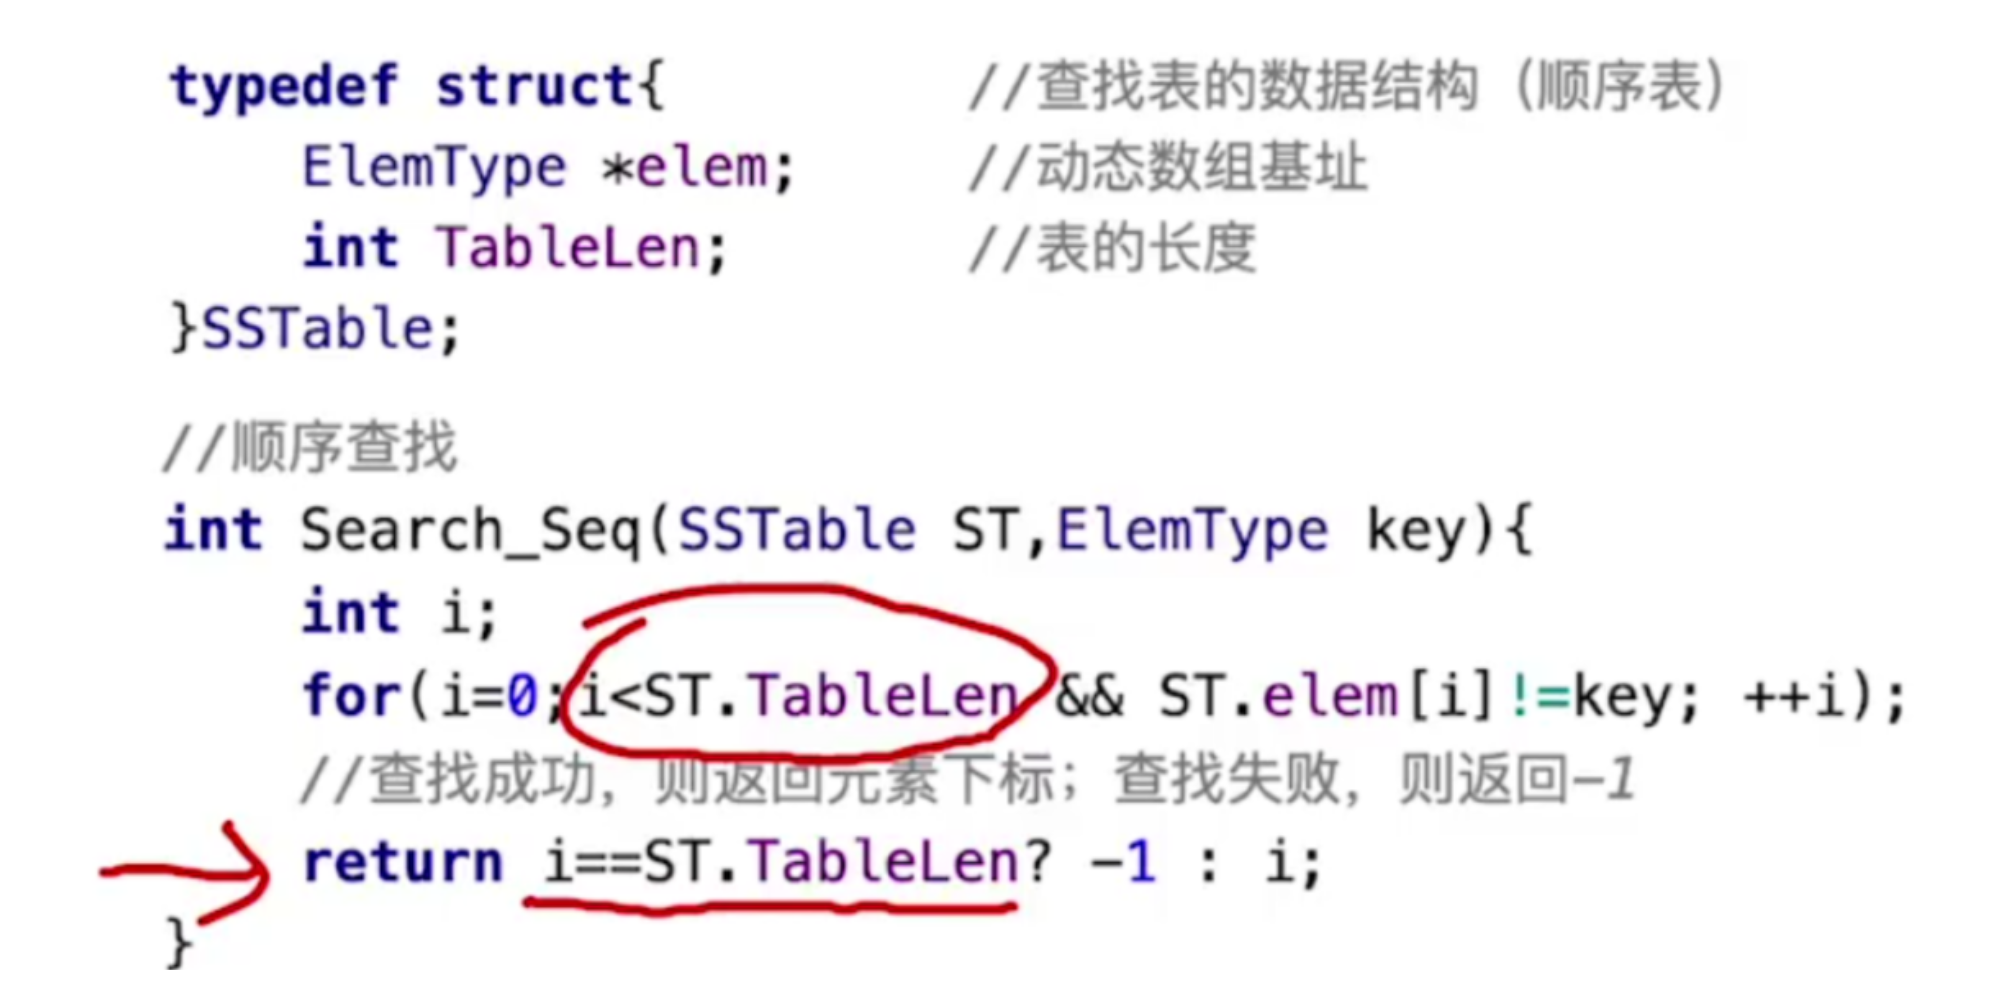 typedef struct{ //查找表的数据结构（顺序表）
ElemType *elem; //动态数组基址
int TableLen; //表的长度
}SSTable;
//顺序查找
int Search_Seq(SSTable ST,ElemType key){
int i;
for(i=0;i<ST.TableLen && ST.elem[i]!=key; ++i);
//查找成功，则返回元素下标；查找失败，则返回-1
return i==ST.TableLen? -1 : i;
}